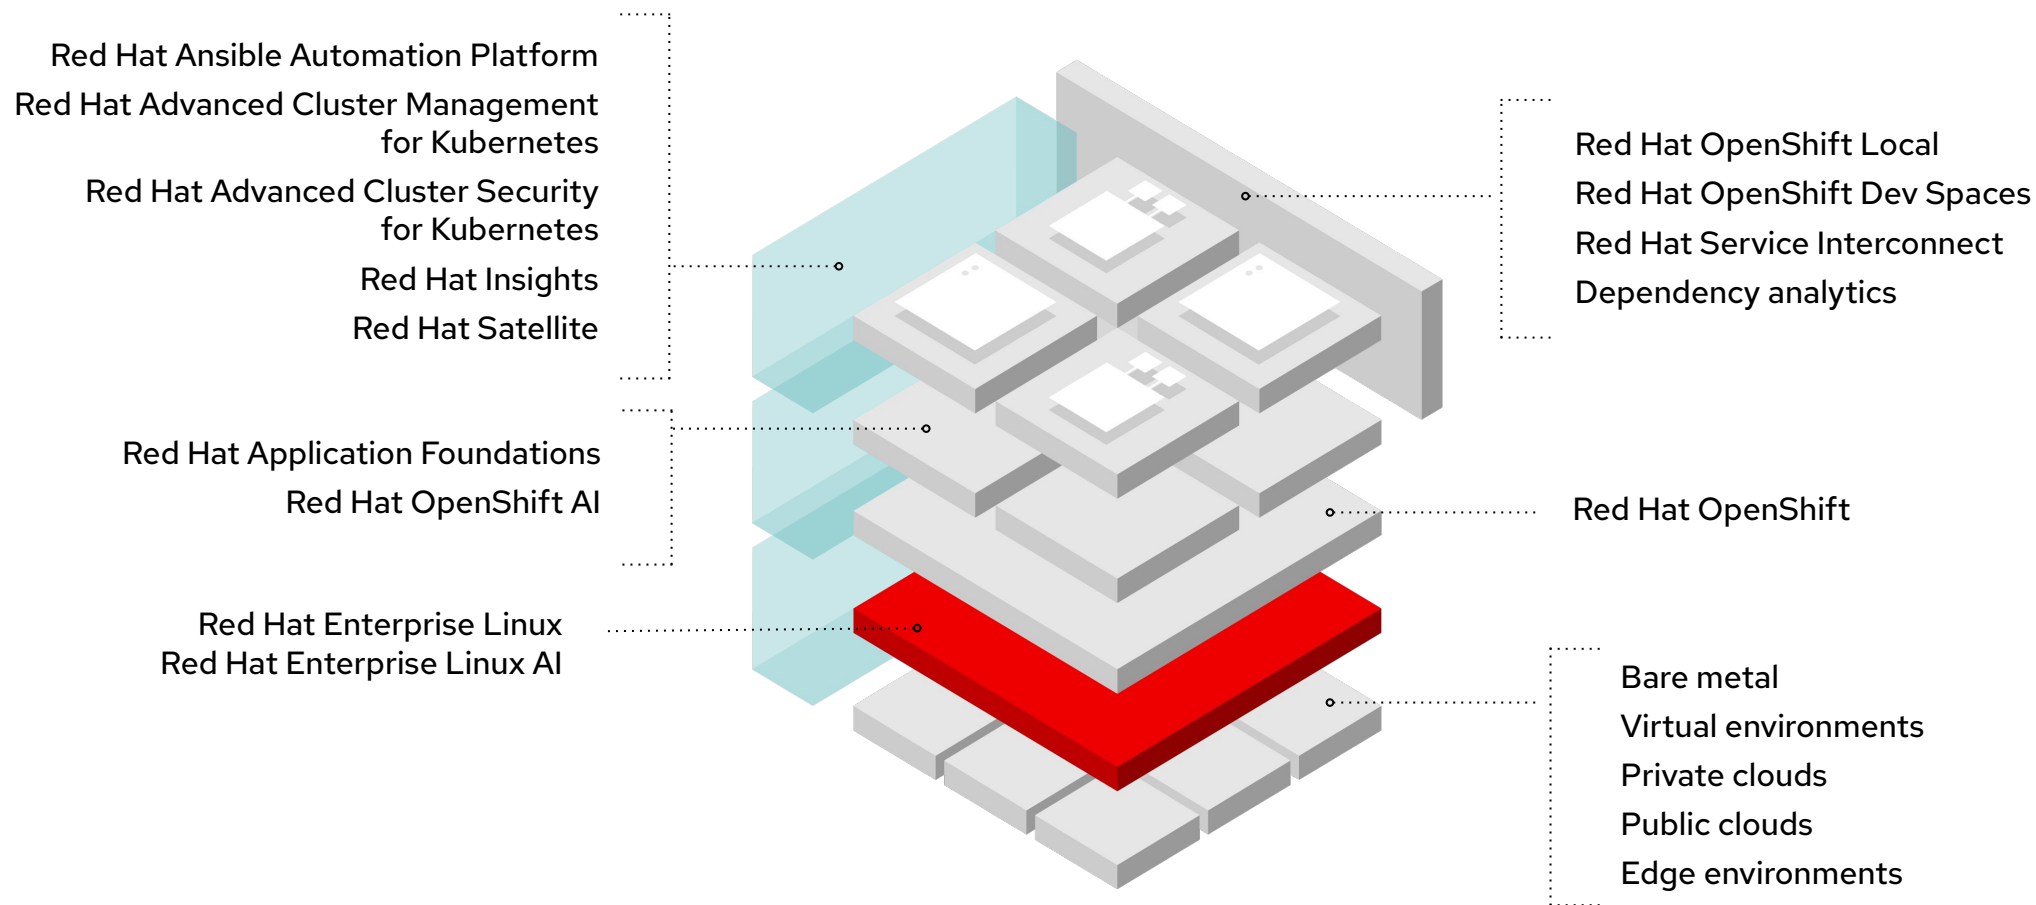 Red Hat Ansible Automation Platform
Red Hat Advanced Cluster Management
for Kubernetes
Red Hat Advanced Cluster Security
for Kubernetes
Red Hat Insights
Red Hat Satellite
Red Hat Application Foundations
Red Hat OpenShift AI
Red Hat Enterprise Linux
Red Hat Enterprise Linux AI
Red Hat OpenShift Local
Red Hat OpenShift Dev Spaces
Red Hat Service Interconnect
Dependency analytics
Red Hat OpenShift
Bare metal
Virtual environments
Private clouds
Public clouds
Edge environments